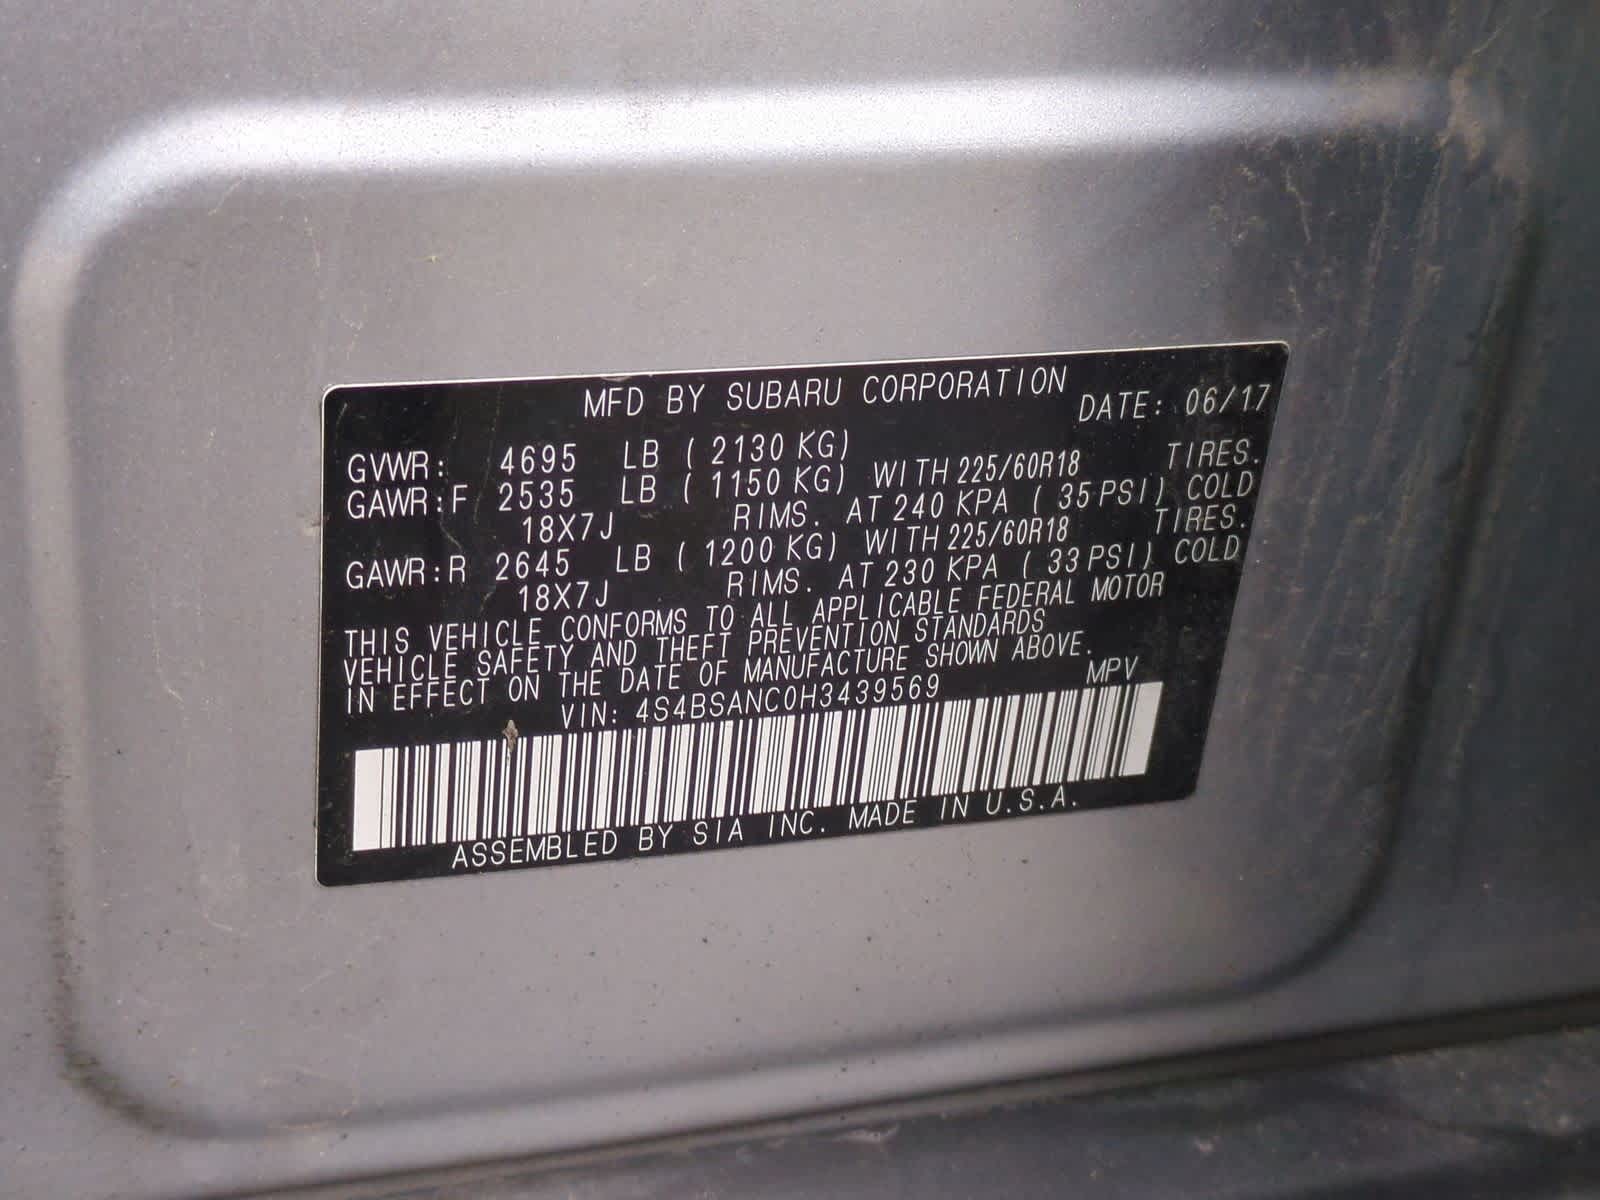 MFD BY SUBARU CORPORATION DATE: 06/17
GVWR: 4695 LB (2130 KG)
GAWR:F 2535 LB (1150 KG) WITH 225/60R18 TIRES.
18X7J RIMS. AT 240 KPA (35 PSI) COLD
GAWR:R 2645 LB (1200 KG) WITH 225/60R18 TIRES.
18X7J RIMS. AT 230 KPA (33 PSI) COLD
THIS VEHICLE CONFORMS TO ALL APPLICABLE FEDERAL MOTOR
VEHICLE SAFETY AND THEFT PREVENTION STANDARDS
IN EFFECT ON THE DATE OF MANUFACTURE SHOWN ABOVE.
VIN: 4S4BSANC0H3439569 MPV
ASSEMBLED BY SIA INC. MADE IN U.S.A.